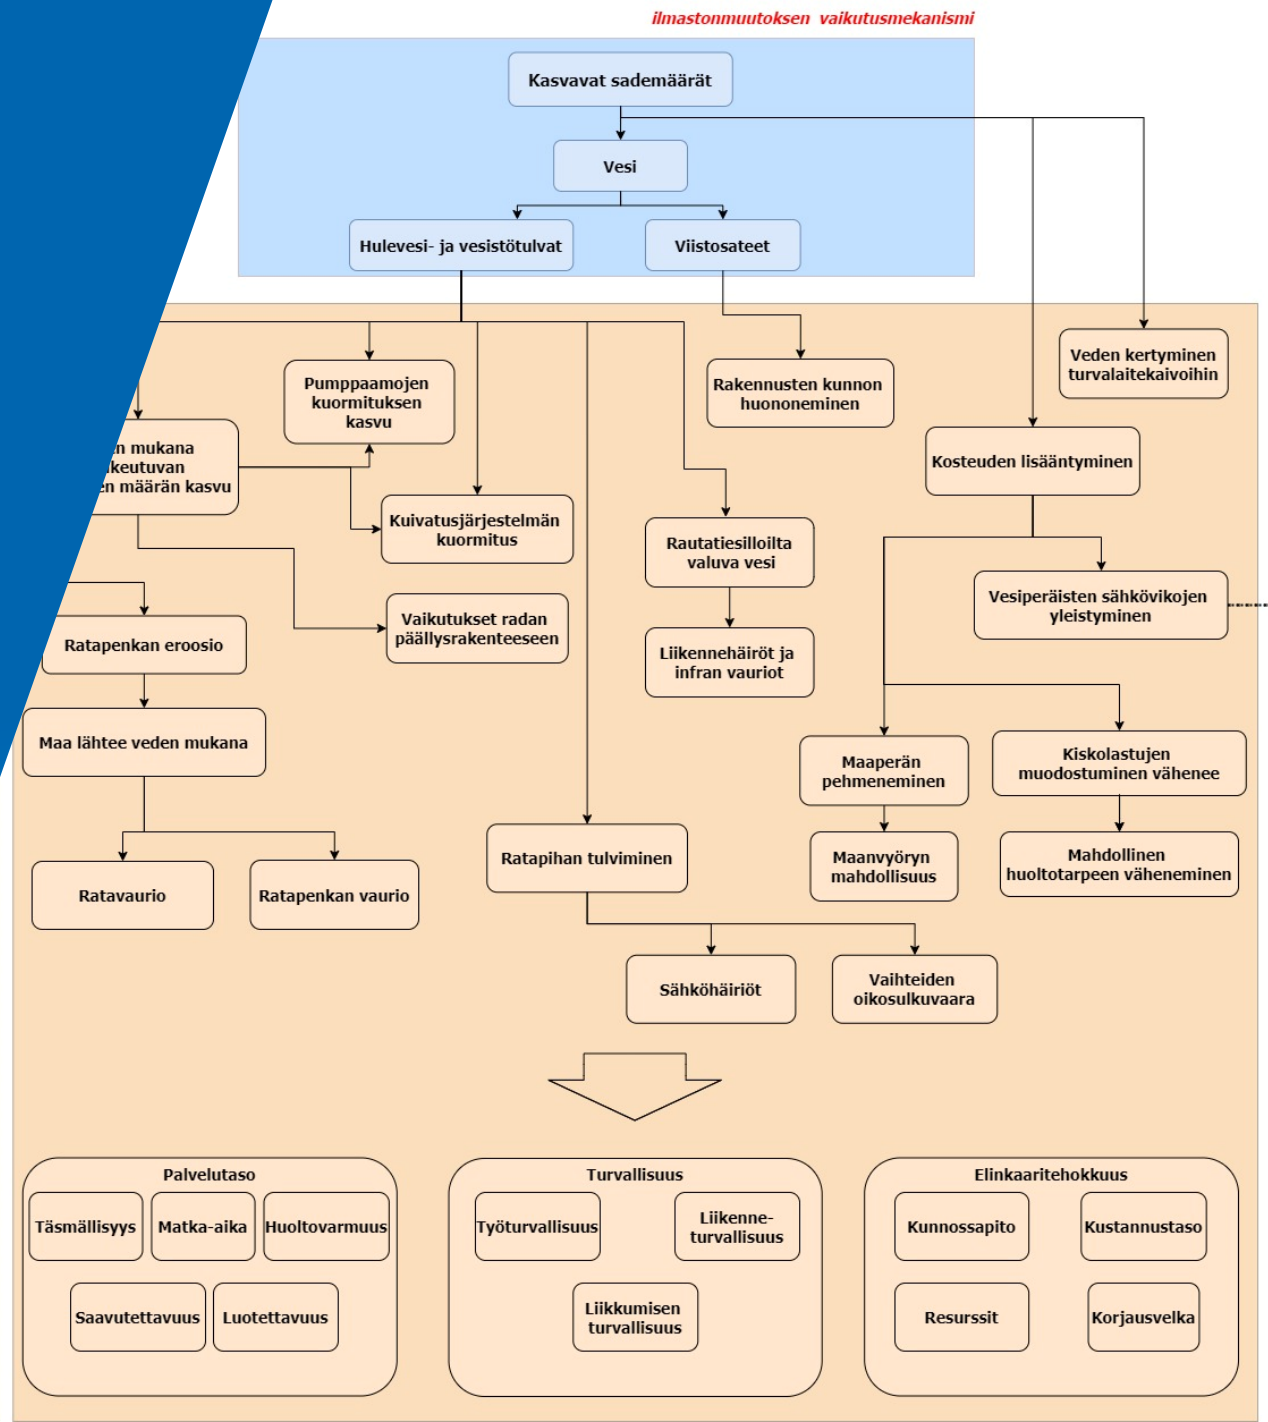 ilmastonmuutoksen vaikutusmekanismi
Kasvavat sademäärät
Vesi
Hulevesi- ja vesistötulvat
Viistosateet
Veden kertyminen
turvalaitekaivoihin
Pumppaamojen
kuormituksen
kasvu
Rakennusten kunnon
huononeminen
mukana
määrän kasvu
Kosteuden lisääntyminen
Kuivatusjärjestelmän
kuormitus
Rautatiesilloilta
valuva vesi
Vesiperäisten sähkövikojen
yleistyminen
Vaikutukset radan
päällysrakenteeseen
Ratapenkan eroosio
Liikennehäiröt ja
infran vauriot
Maa lähtee veden mukana
Maaperän
pehmeneminen
Kiskolastujen
muodostuminen vähenee
Ratapihan tulviminen
Maanvyöryn
mahdollisuus
Mahdollinen
huoltotarpeen väheneminen
Ratavaurio
Ratapenkan vaurio
Sähköhäiriöt
Vaihteiden
oikosulkuvaara
Palvelutaso
Täsmällisyys
Matka-aika
Huoltovarmuus
Saavutettavuus
Luotettavuus
Turvallisuus
Työturvallisuus
Liikenne-
turvallisuus
Liikkumisen
turvallisuus
Elinkaaritehokkuus
Kunnossapito
Kustannustaso
Resurssit
Korjausvelka